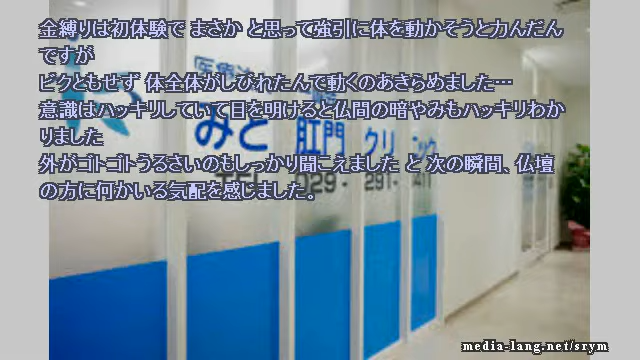 金縛りは初体験で まさか と思って強引に体を動かそうと力んだん
ですが
ビクともせず 体全体がしびれたんで動くのあきらめました…
意識はハッキリしていて目を明けると仏間の暗やみもハッキリわか
りました
外がゴトゴトうるさいのもしっかり聞こえました と 次の瞬間、仏壇
の方に何かいる気配を感じました。
みと 肛門 クリニック
TEL 029-291-
media-lang.net/srym